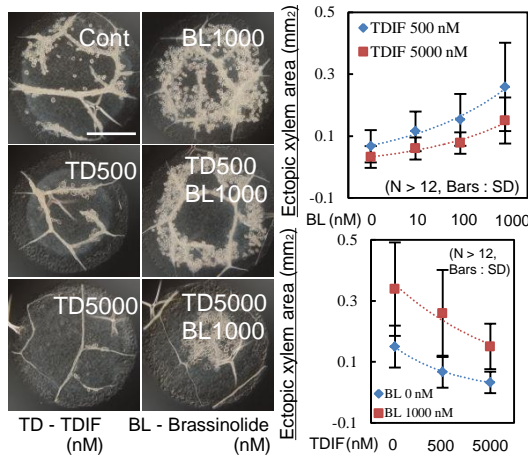 Cont
BL1000
TD500
TD500
BL1000
TD5000
TD5000
BL1000
TD - TDIF
(nM)
BL - Brassinolide
(nM)
Ectopic xylem area (mm2)
0.5
0.3
0.1
-0.1
TDIF 500 nM
TDIF 5000 nM
(N > 12, Bars : SD)
BL (nM)
0 10 100 1000
Ectopic xylem area (mm2)
0.5
0.3
0.1
-0.1
(N > 12,
Bars : SD)
BL 0 nM
BL 1000 nM
TDIF(nM)
0 500 5000